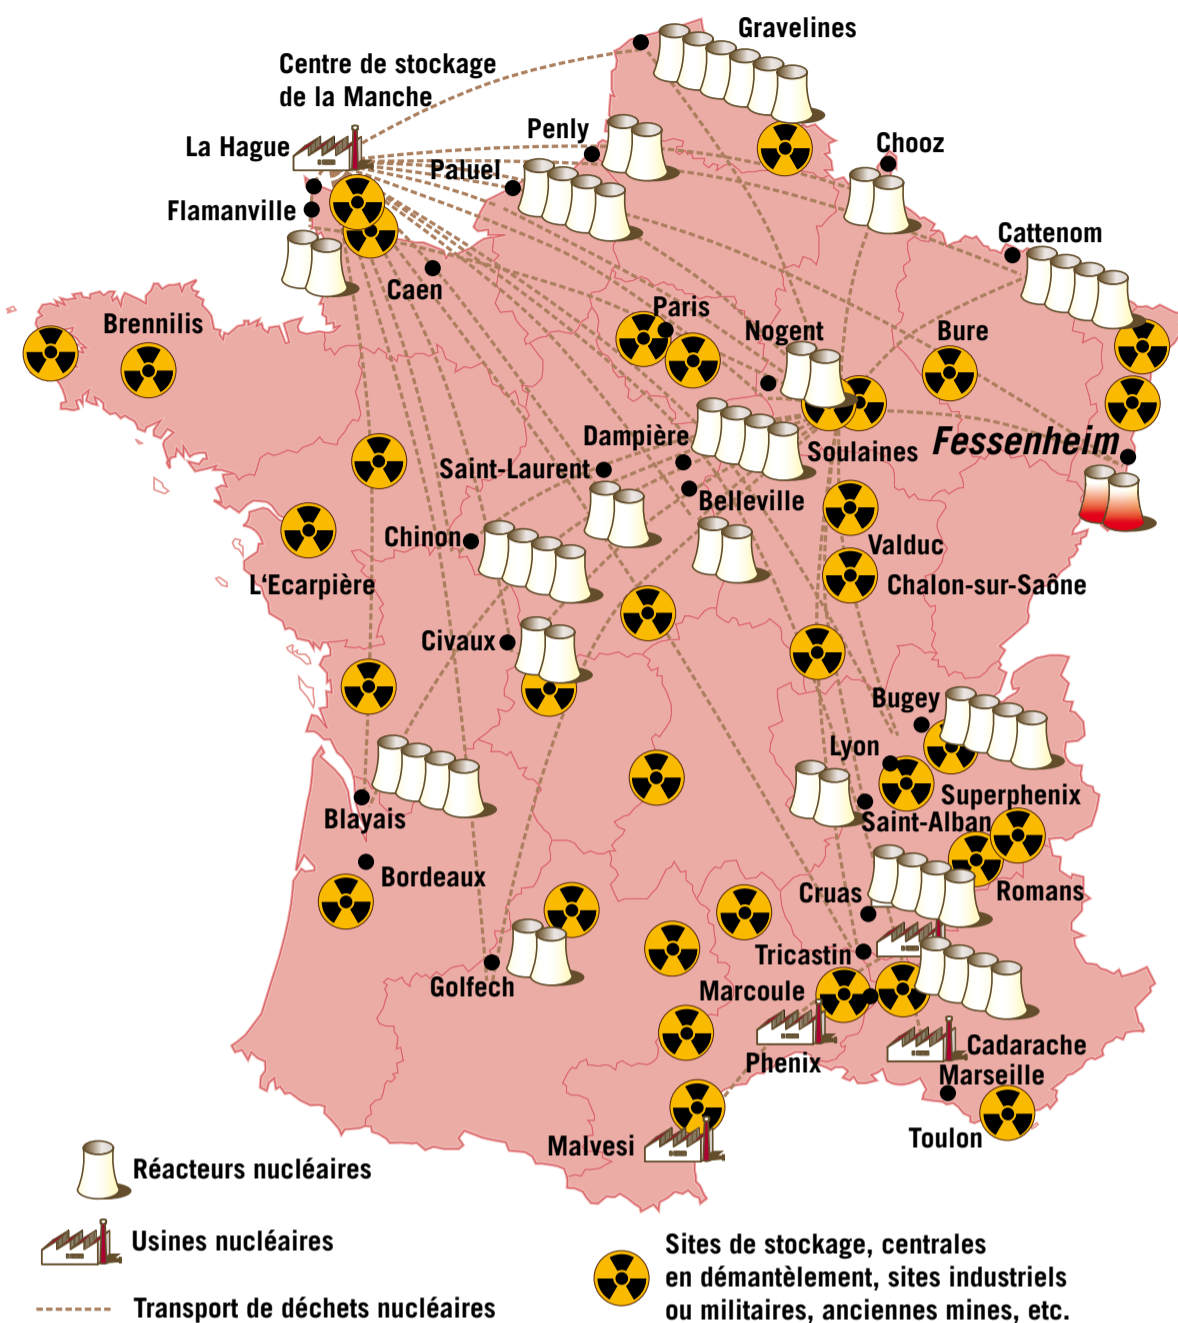 Gravelines
Centre de stockage
de la Manche
Penly
Chooz
La Hague
Paluel
Flamanville
Cattenom
Caen
Paris
Brennilis
Nogent
Bure
Dampière
Soulaines
Fessenheim
Saint-Laurent
Belleville
Chinon
Valduc
L'Ecarpière
Chalon-sur-Saône
Civaux
Bugey
Lyon
Superphenix
Blayais
Saint-Alban
Bordeaux
Cruas
Romans
Tricastin
Golfech
Marcoule
Cadarache
Phenix
Marseille
Toulon
Malvesi
Réacteurs nucléaires
Usines nucléaires
Transport de déchets nucléaires
Sites de stockage, centrales
en démantèlement, sites industriels
ou militaires, anciennes mines, etc.